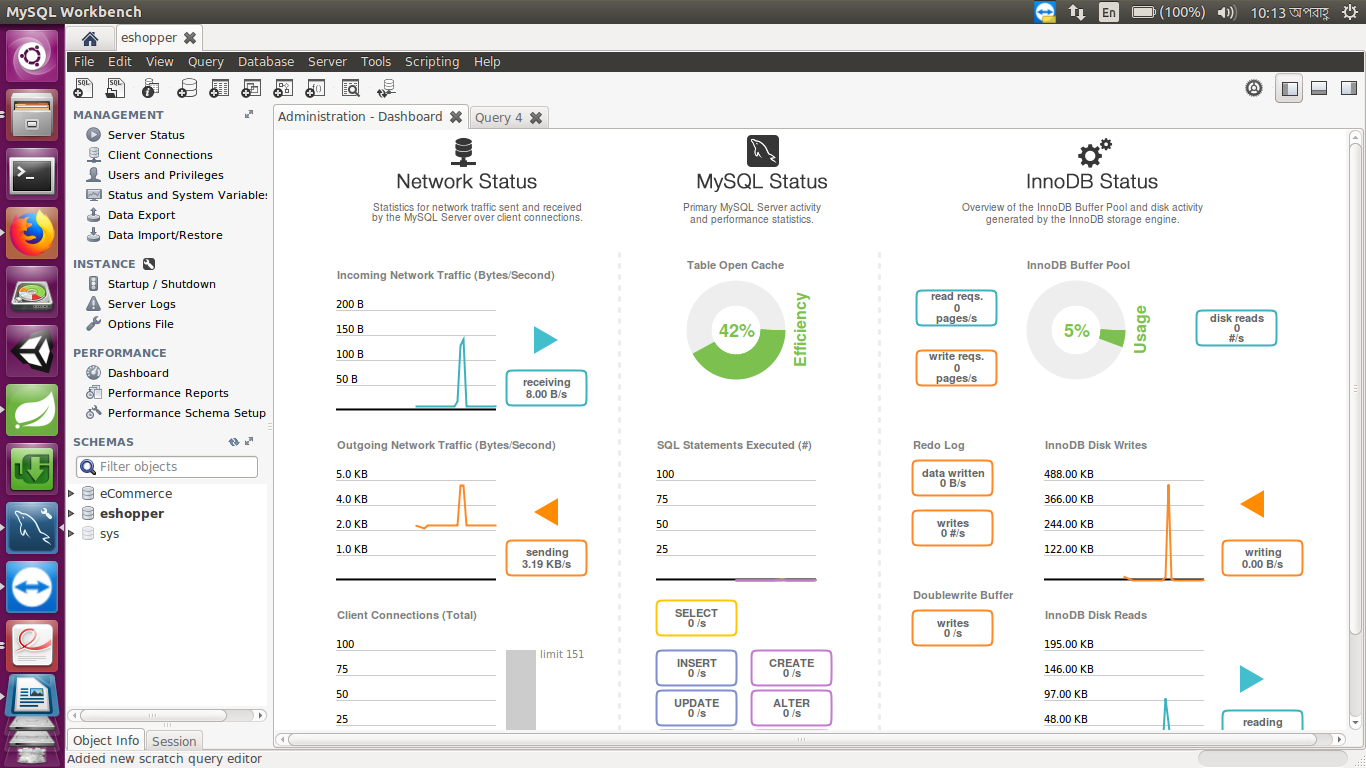 MySQL Workbench
En
(100%)
10:13 অপরাহ্ণ
eshopper
File Edit View Query Database Server Tools Scripting Help
MANAGEMENT
Server Status
Client Connections
Users and Privileges
Status and System Variables
Data Export
Data Import/Restore
INSTANCE
Startup / Shutdown
Server Logs
Options File
PERFORMANCE
Dashboard
Performance Reports
Performance Schema Setup
SCHEMAS
Filter objects
eCommerce
eshopper
sys
Object Info Session
Added new scratch query editor
Administration - Dashboard
Query 4
Network Status
Statistics for network traffic sent and received
by the MySQL Server over client connections.
Incoming Network Traffic (Bytes/Second)
200 B
150 B
100 B
50 B
receiving
8.00 B/s
Outgoing Network Traffic (Bytes/Second)
5.0 KB
4.0 KB
2.0 KB
1.0 KB
sending
3.19 KB/s
Client Connections (Total)
100
75
50
25
limit 151
MySQL Status
Primary MySQL Server activity
and performance statistics.
Table Open Cache
42%
Efficiency
SQL Statements Executed (#)
100
75
50
25
SELECT
0 /s
INSERT
0 /s
CREATE
0 /s
UPDATE
0 /s
ALTER
0 /s
InnoDB Status
Overview of the InnoDB Buffer Pool and disk activity
generated by the InnoDB storage engine.
InnoDB Buffer Pool
read reqs.
0
pages/s
write reqs.
0
pages/s
5%
Usage
disk reads
0
#/s
Redo Log
data written
0 B/s
writes
0 #/s
Doublewrite Buffer
writes
0 /s
InnoDB Disk Writes
488.00 KB
366.00 KB
244.00 KB
122.00 KB
writing
0.00 B/s
InnoDB Disk Reads
195.00 KB
146.00 KB
97.00 KB
48.00 KB
reading